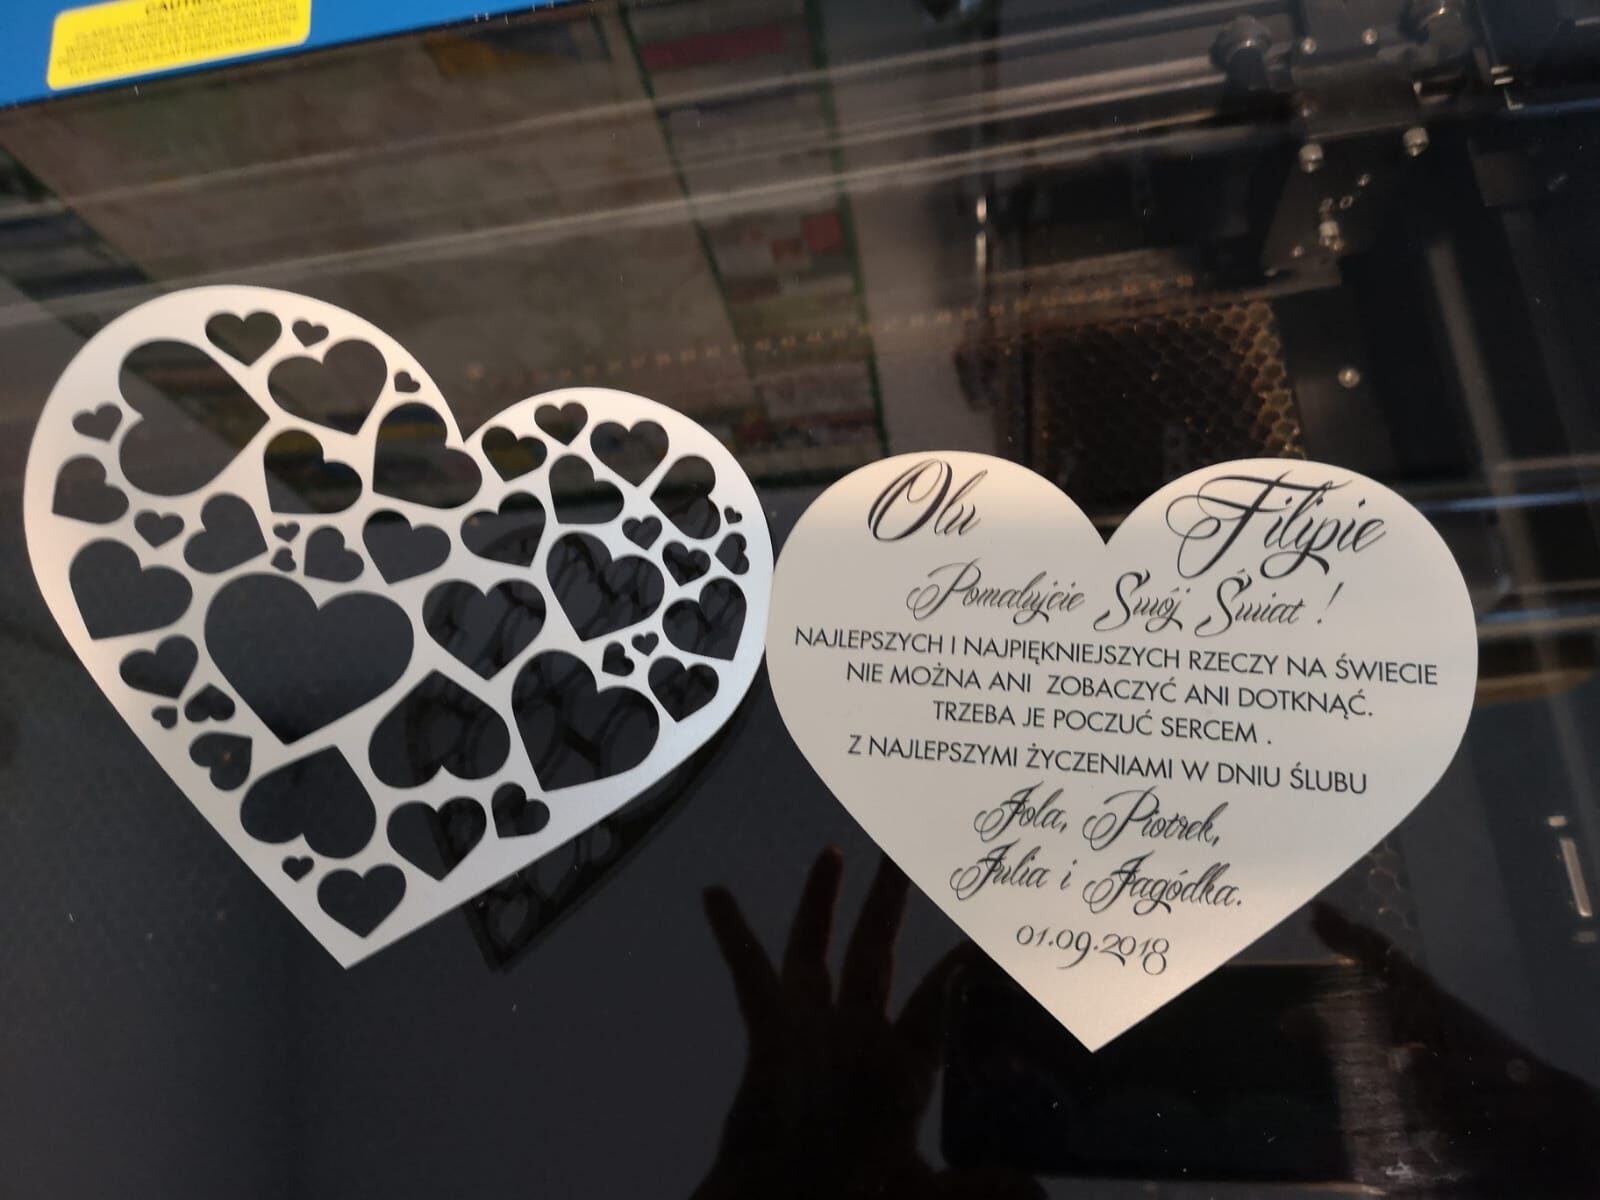 CAUTION
Olu Filipie
Pomalujcie Swój Świat !
NAJLEPSZYCH I NAJPIĘKNIEJSZYCH RZECZY NA ŚWIECIE
NIE MOŻNA ANI ZOBACZYĆ ANI DOTKNĄĆ.
TRZEBA JE POCZUĆ SERCEM .
Z NAJLEPSZYMI ŻYCZENIAMI W DNIU ŚLUBU
Jola, Piotrek,
Julia i Jagódka.
01.09.2018